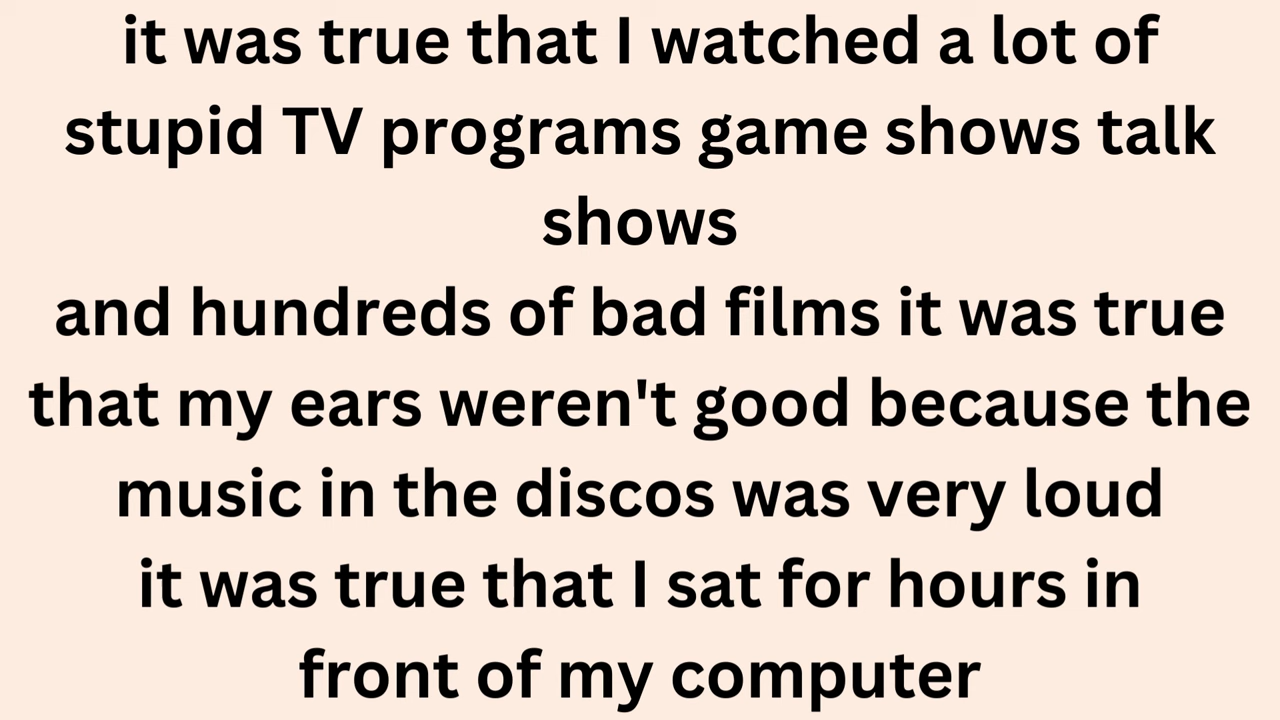 it was true that I watched a lot of
stupid TV programs game shows talk
shows
and hundreds of bad films it was true
that my ears weren't good because the
music in the discos was very loud
it was true that I sat for hours in
front of my computer